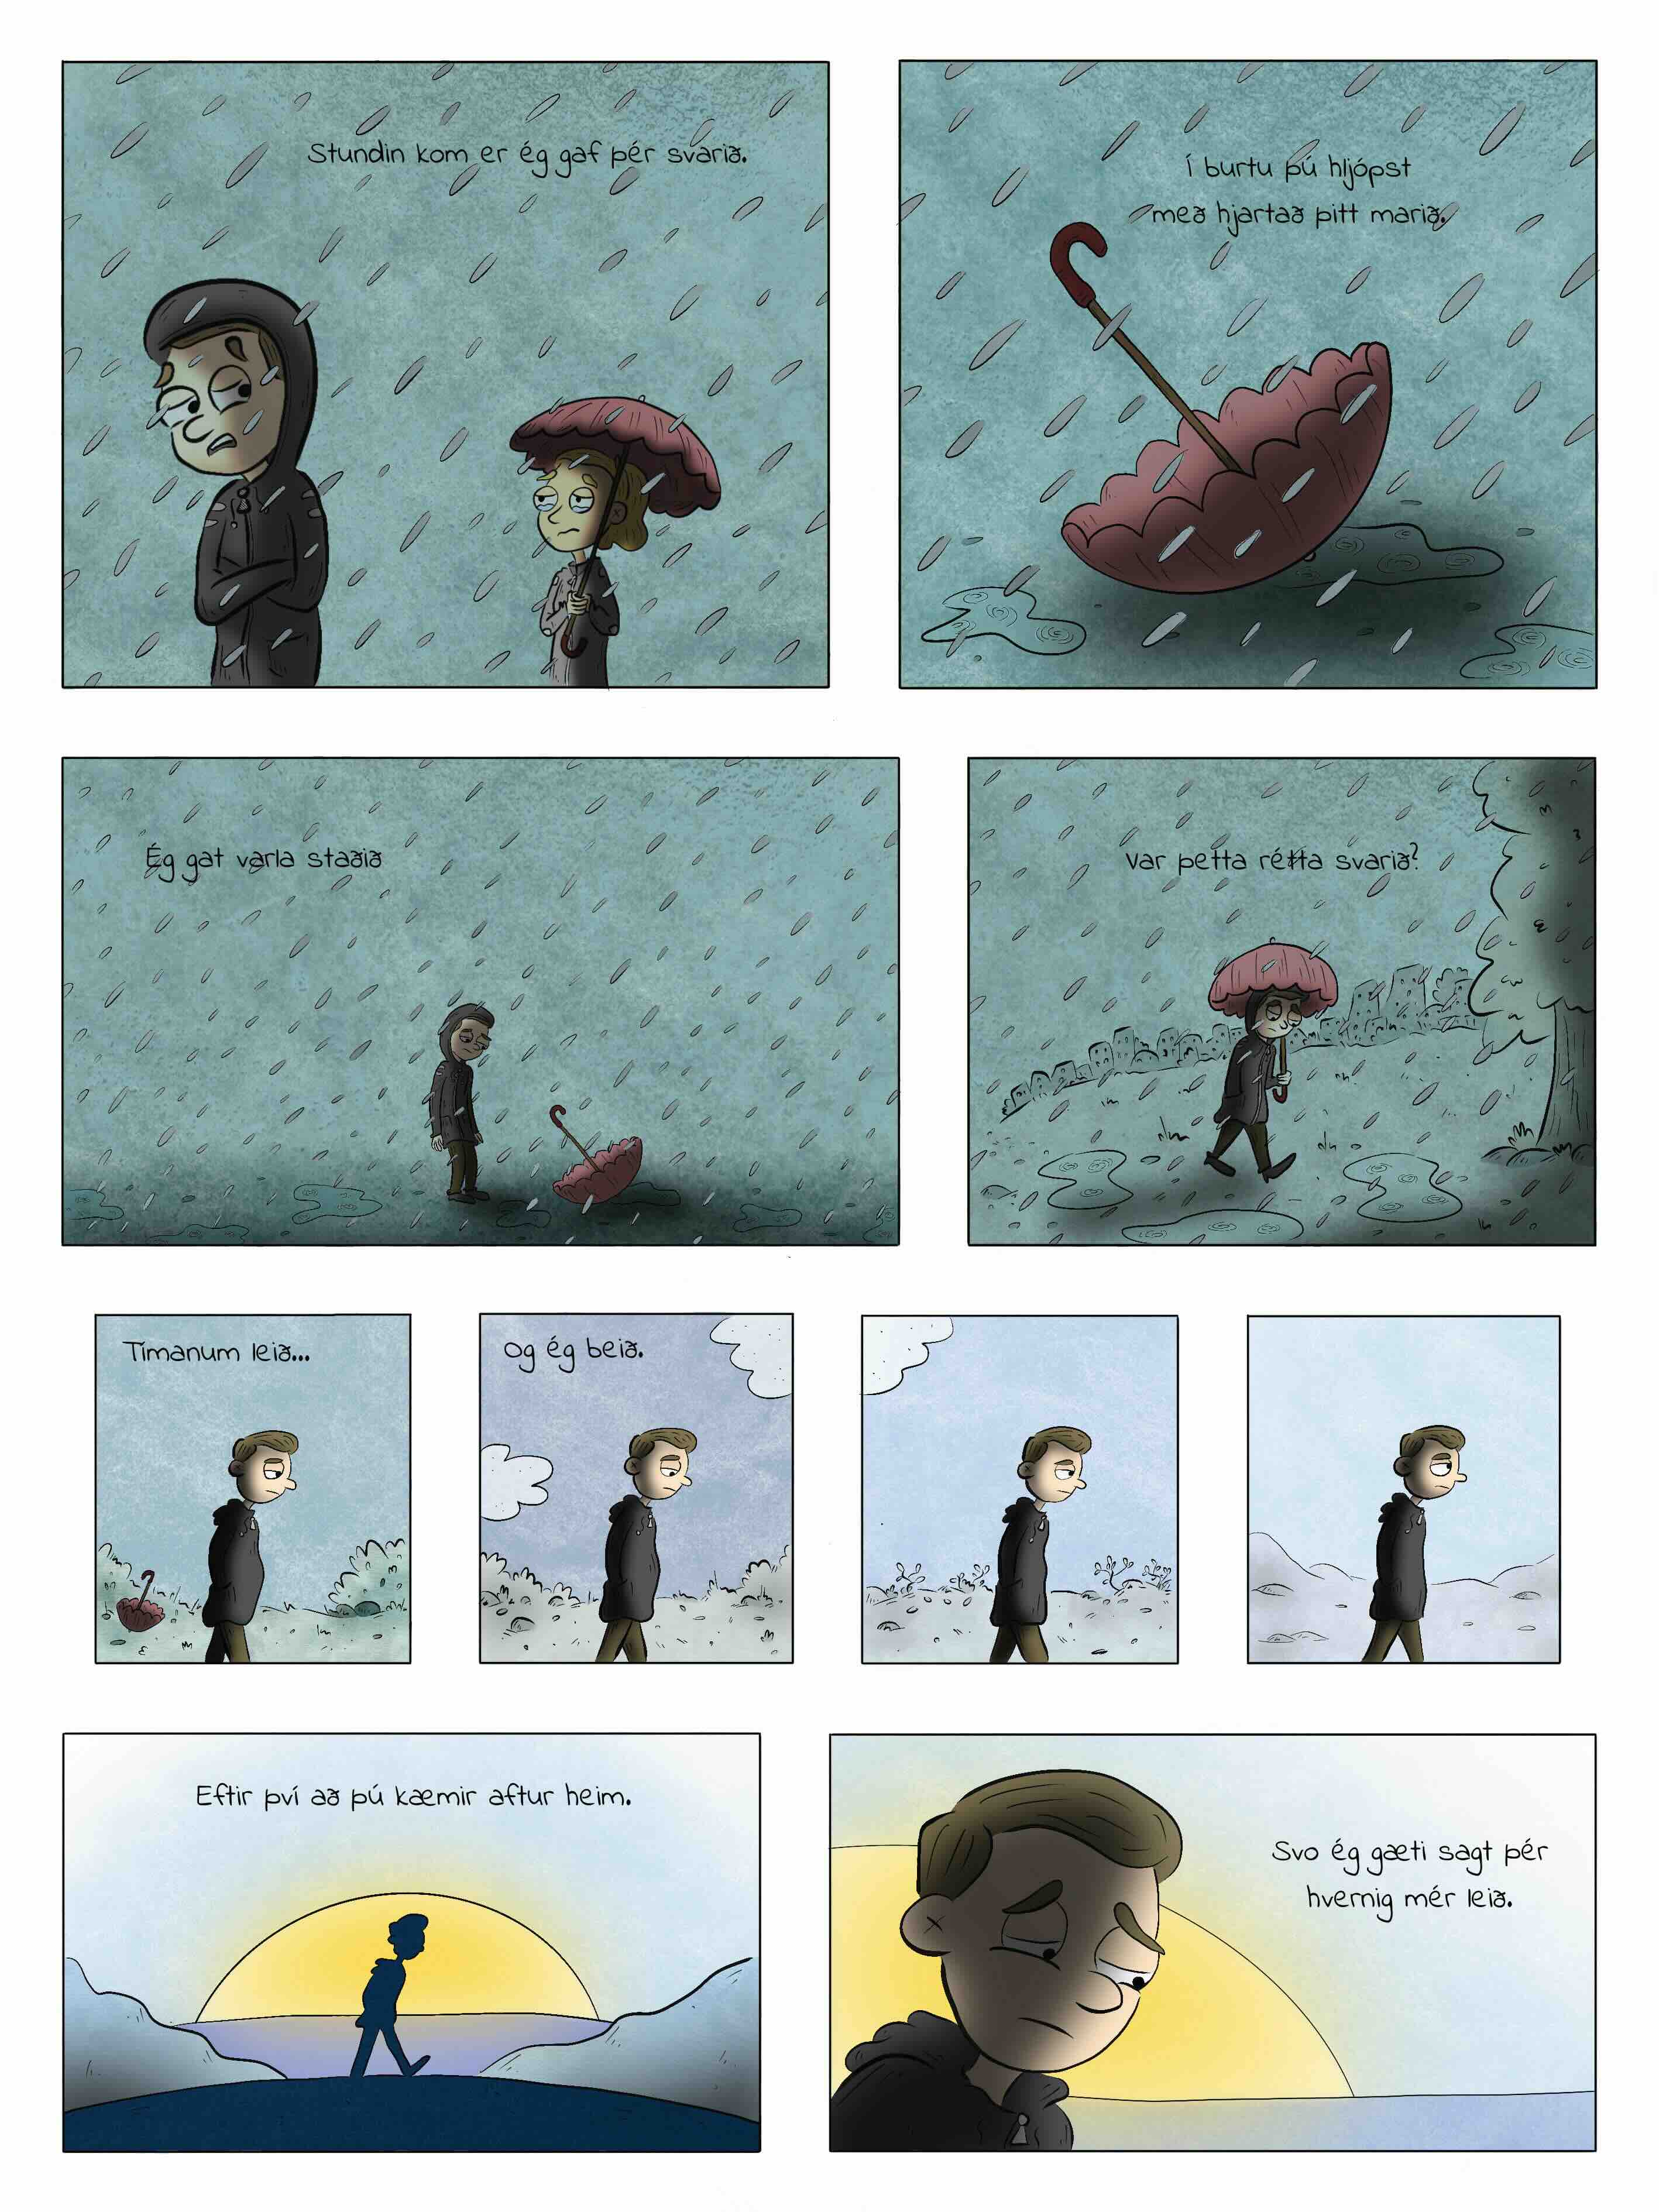 Stundin kom er ég gaf þér svarið.
Í burtu þú hljópst
með hjartað þitt marið.
Ég gat varla staðið
Var þetta rétta svarið?
Tímanum leið...
Og ég beið.
Eftir því að þú kæmir aftur heim.
Svo ég gæti sagt þér
hvernig mér leið.